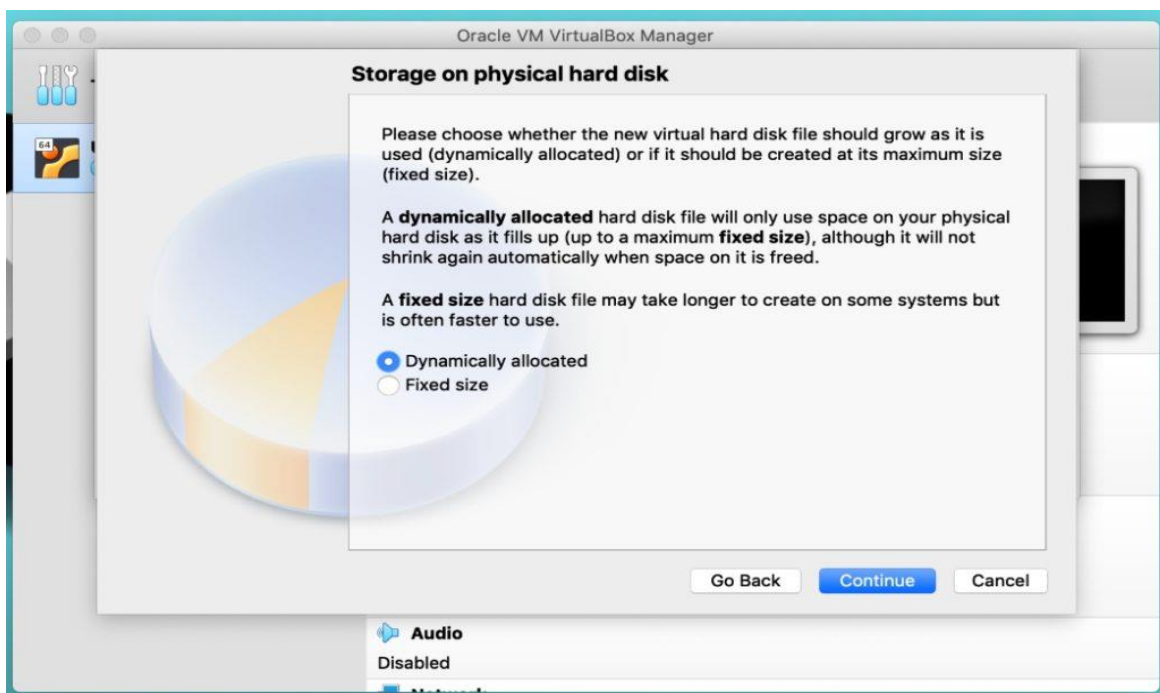 Oracle VM VirtualBox Manager
Storage on physical hard disk
64
Please choose whether the new virtual hard disk file should grow as it is
used (dynamically allocated) or if it should be created at its maximum size
(fixed size).
A dynamically allocated hard disk file will only use space on your physical
hard disk as it fills up (up to a maximum fixed size), although it will not
shrink again automatically when space on it is freed.
A fixed size hard disk file may take longer to create on some systems but
is often faster to use.
Dynamically allocated
Fixed size
Go Back Continue Cancel
Audio
Disabled
Network